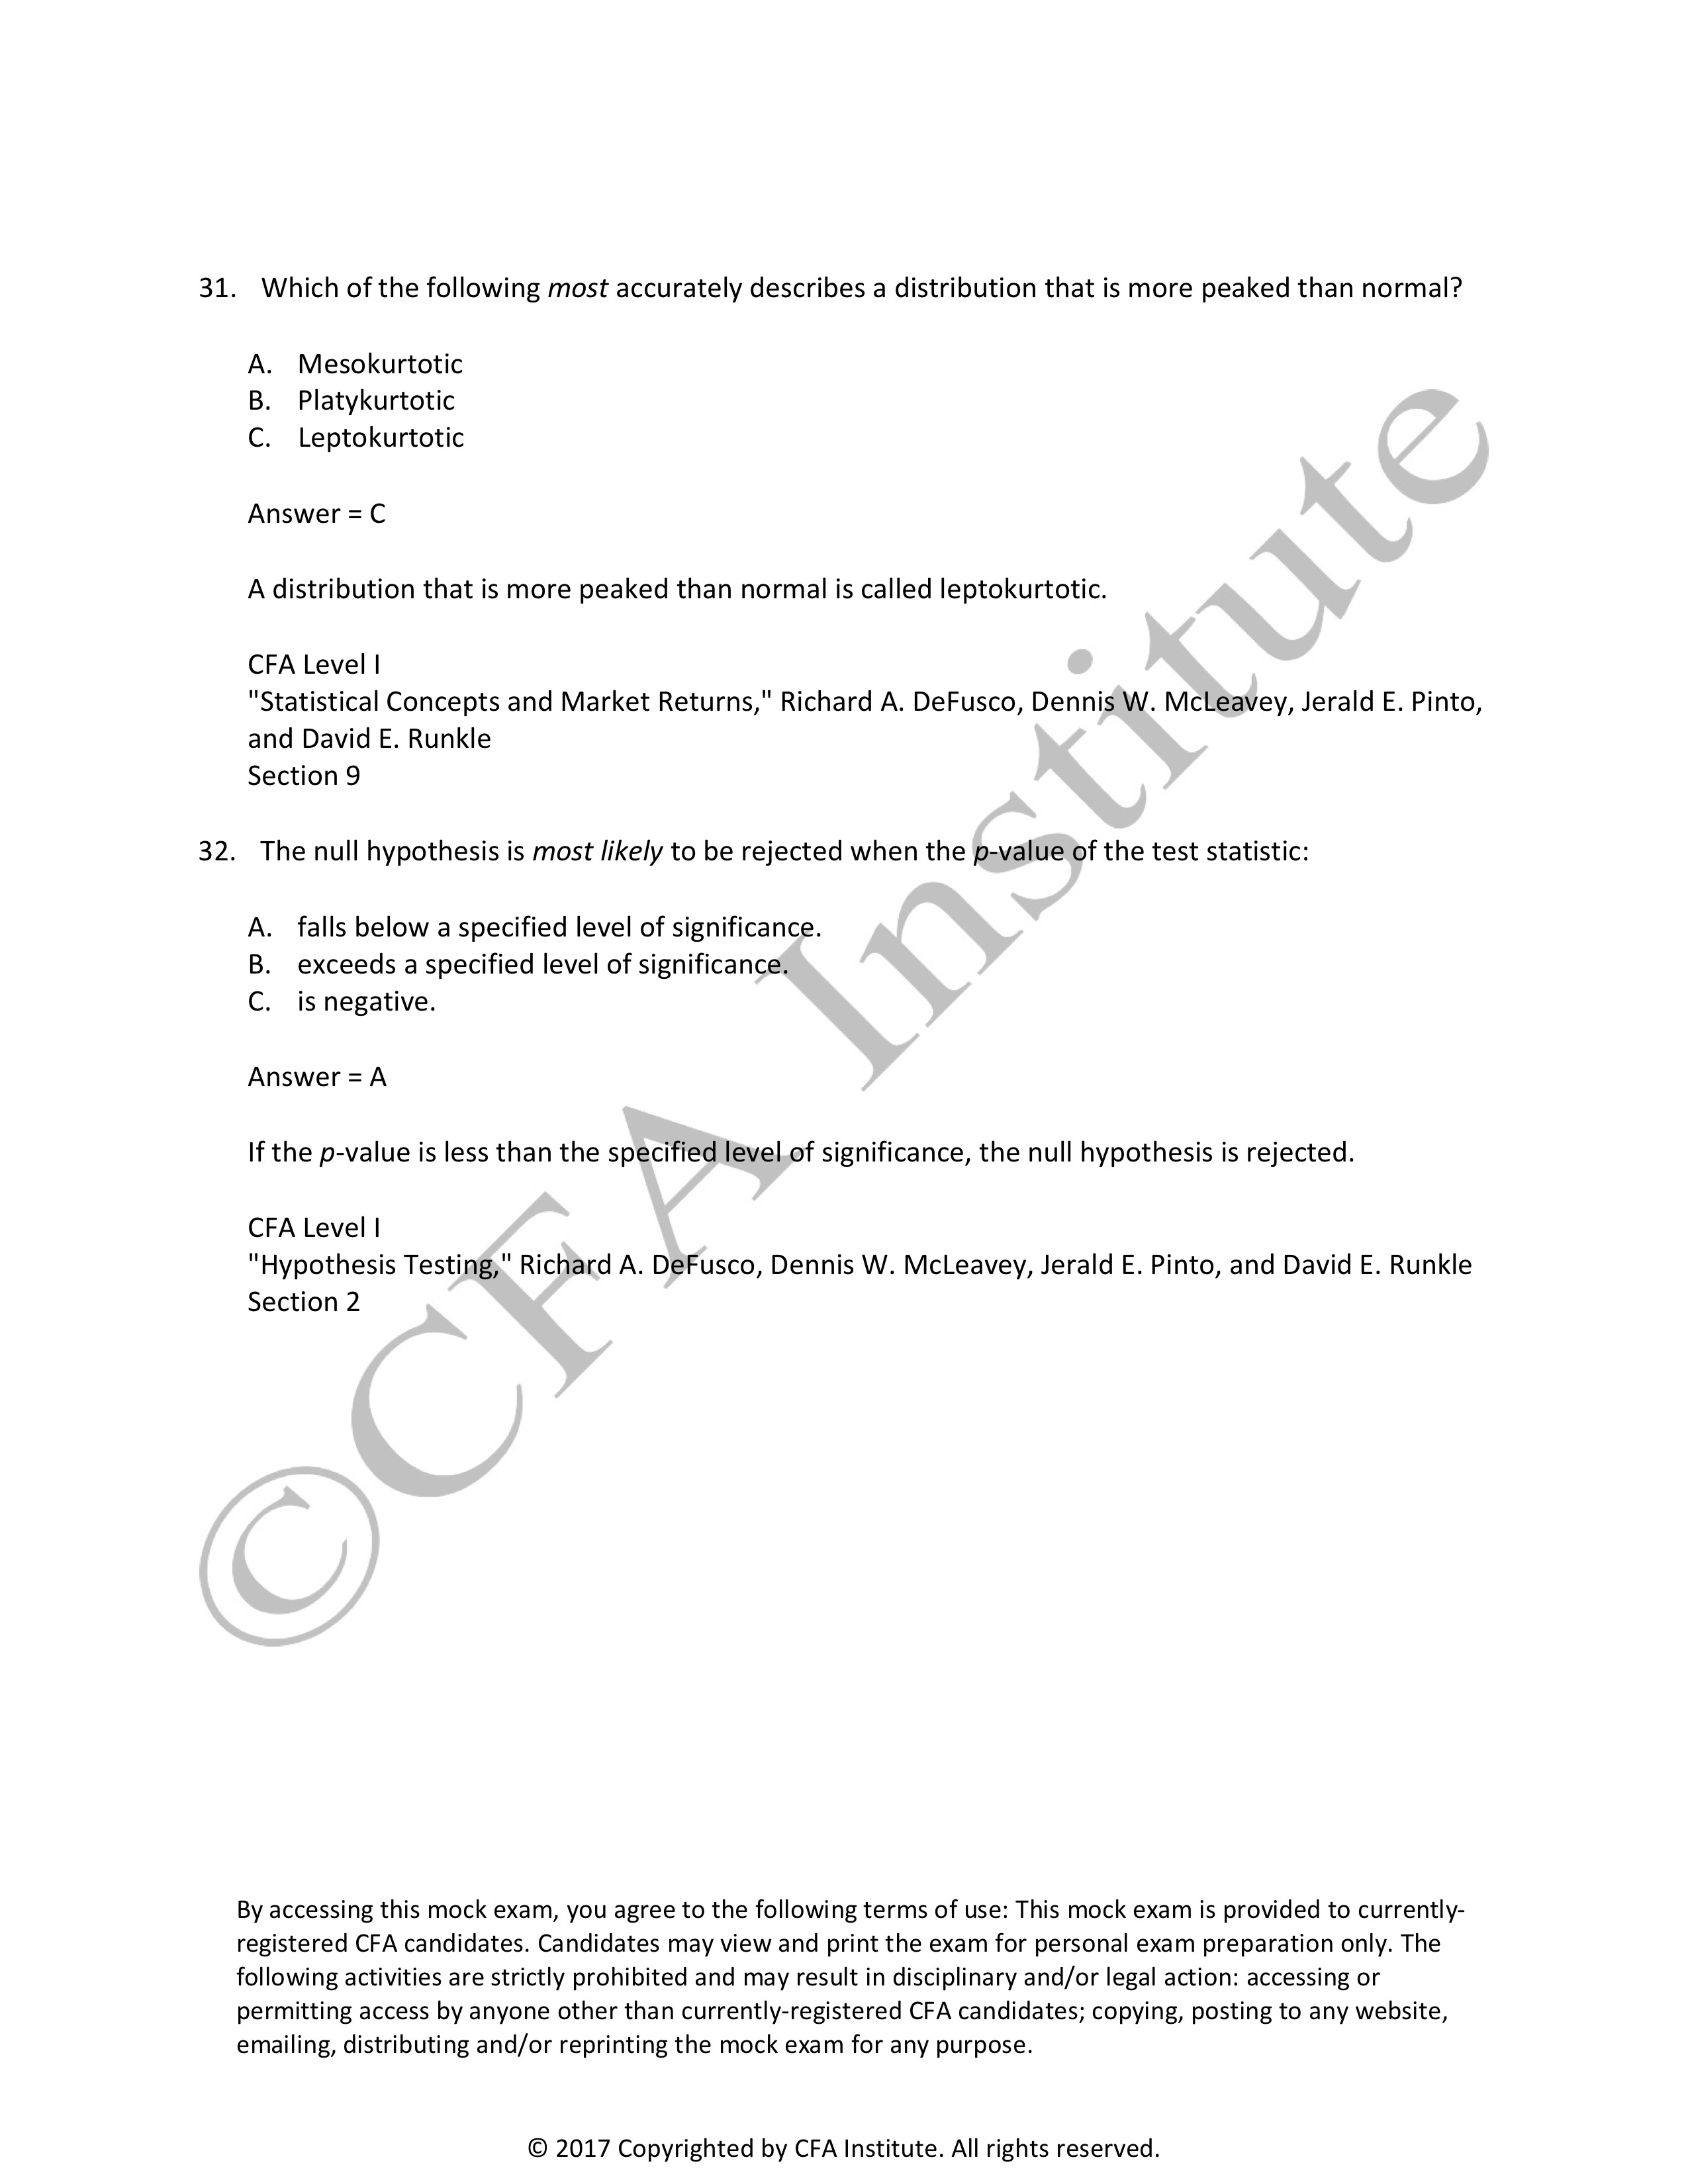 31. Which of the following most accurately describes a distribution that is more peaked than normal?
A. Mesokurtotic
B. Platykurtotic
C. Leptokurtotic
Answer = C
A distribution that is more peaked than normal is called leptokurtotic.
CFA Level I
"Statistical Concepts and Market Returns," Richard A. DeFusco, Dennis W. McLeavey, Jerald E. Pinto,
and David E. Runkle
Section 9
32. The null hypothesis is most likely to be rejected when the p-value of the test statistic:
A. falls below a specified level of significance.
B. exceeds a specified level of significance.
C. is negative.
Answer = A
If the p-value is less than the specified level of significance, the null hypothesis is rejected.
CFA Level I
"Hypothesis Testing," Richard A. DeFusco, Dennis W. McLeavey, Jerald E. Pinto, and David E. Runkle
Section 2
©CFA Institute
By accessing this mock exam, you agree to the following terms of use: This mock exam is provided to currently-
registered CFA candidates. Candidates may view and print the exam for personal exam preparation only. The
following activities are strictly prohibited and may result in disciplinary and/or legal action: accessing or
permitting access by anyone other than currently-registered CFA candidates; copying, posting to any website,
emailing, distributing and/or reprinting the mock exam for any purpose.
© 2017 Copyrighted by CFA Institute. All rights reserved.